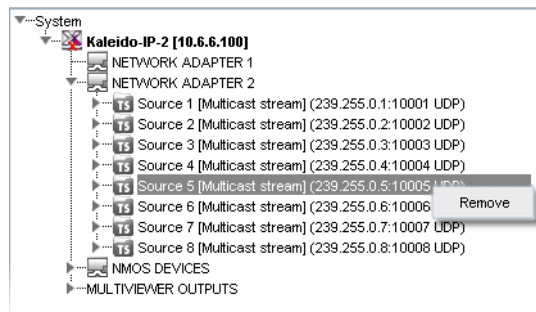 System
Kaleido-IP-2 [10.6.6.100]
NETWORK ADAPTER 1
NETWORK ADAPTER 2
TS Source 1 [Multicast stream] (239.255.0.1:10001 UDP)
TS Source 2 [Multicast stream] (239.255.0.2:10002 UDP)
TS Source 3 [Multicast stream] (239.255.0.3:10003 UDP)
TS Source 4 [Multicast stream] (239.255.0.4:10004 UDP)
TS Source 5 [Multicast stream] (239.255.0.5:10005 UDP)
Remove
TS Source 6 [Multicast stream] (239.255.0.6:10006
TS Source 7 [Multicast stream] (239.255.0.7:10007 UDP)
TS Source 8 [Multicast stream] (239.255.0.8:10008 UDP)
NMOS DEVICES
MULTIVIEWER OUTPUTS